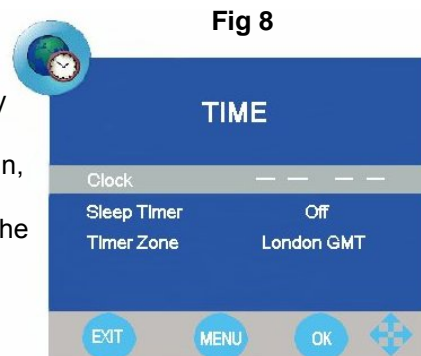 Fig 8
TIME
Clock — — — —
Sleep Timer Off
Timer Zone London GMT
EXIT MENU OK